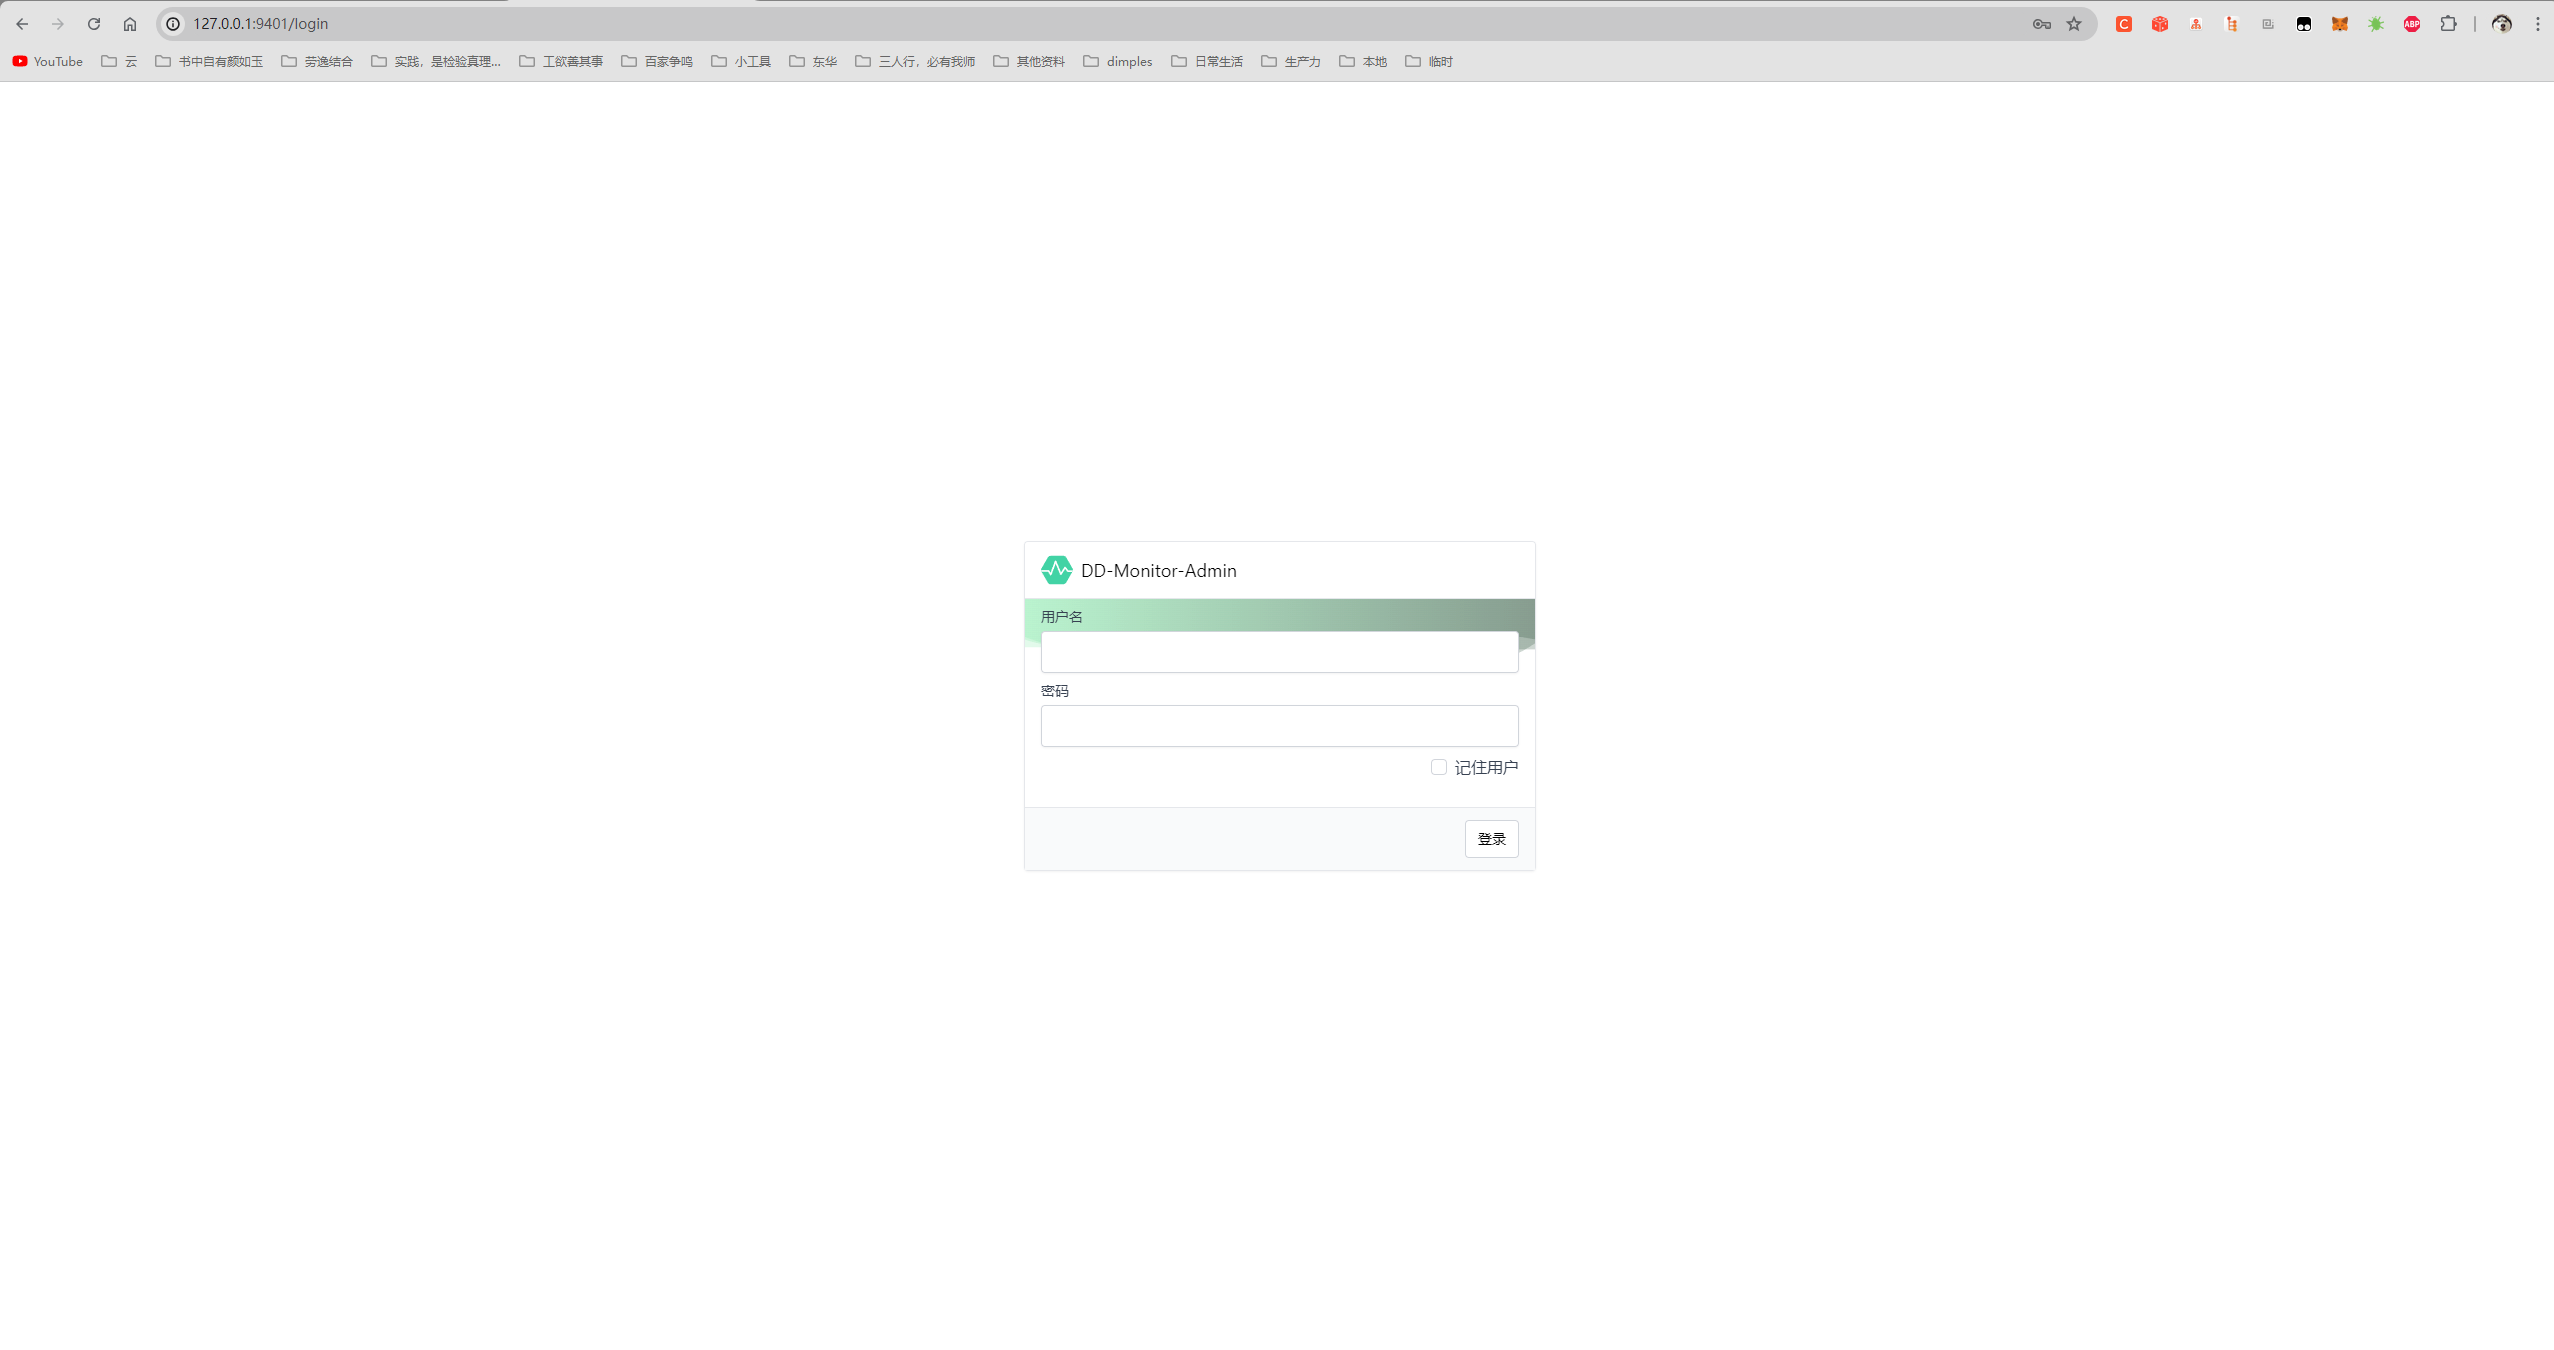 127.0.0.1:9401/login
YouTube 云 书中自有颜如玉 劳逸结合 实践，是检验真理... 工欲善其事 百家争鸣 小工具 东华 三人行，必有我师 其他资料 dimples 日常生活 生产力 本地 临时
DD-Monitor-Admin
用户名
密码
记住用户
登录